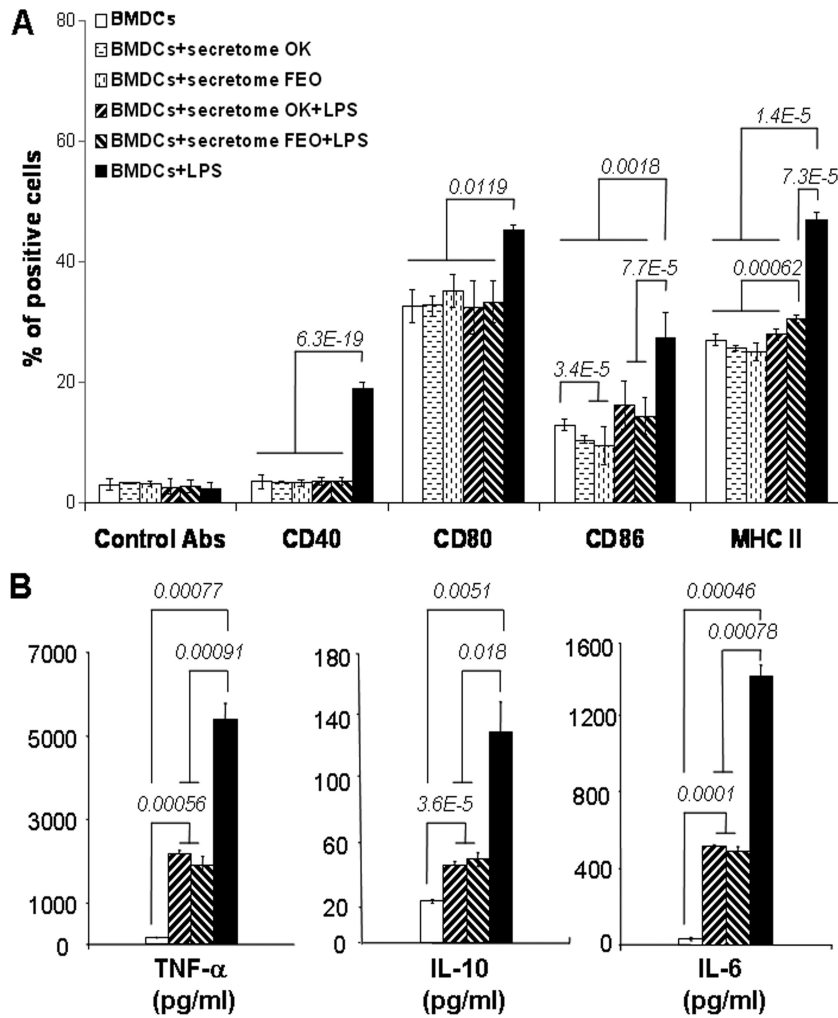 A
% of positive cells
80
60
40
20
0
BMDCs
BMDCs+secretome OK
BMDCs+secretome FEO
BMDCs+secretome OK+LPS
BMDCs+secretome FEO+LPS
BMDCs+LPS
6.3E-19
0.0119
0.0018
7.7E-5
3.4E-5
1.4E-5
7.3E-5
0.00062
Control Abs
CD40
CD80
CD86
MHC II
B
7000
5000
3000
1000
0
0.00077
0.00091
0.00056
TNF-α
(pg/ml)
180
140
100
60
20
0
0.0051
0.018
3.6E-5
IL-10
(pg/ml)
1600
1200
800
400
0
0.00046
0.00078
0.0001
IL-6
(pg/ml)